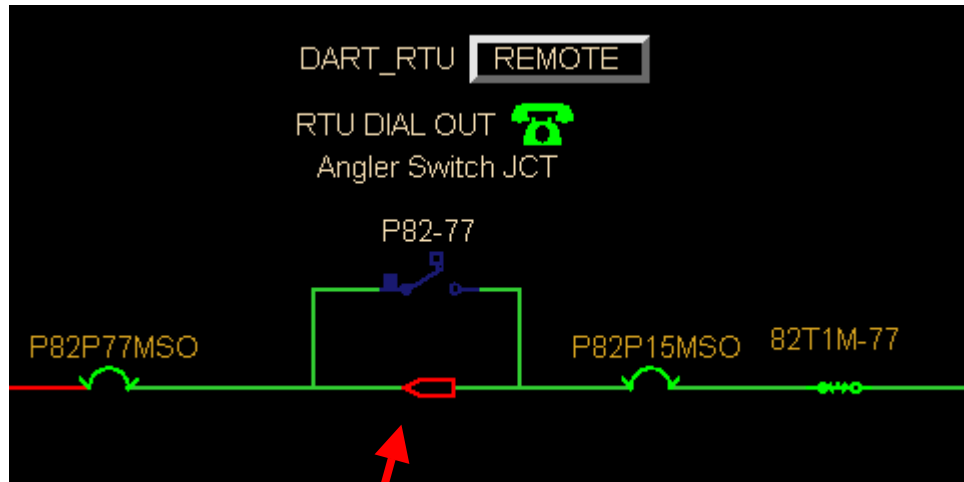 DART_RTU REMOTE
RTU DIAL OUT
Angler Switch JCT
P82-77
P82P77MSO
P82P15MSO
82T1M-77